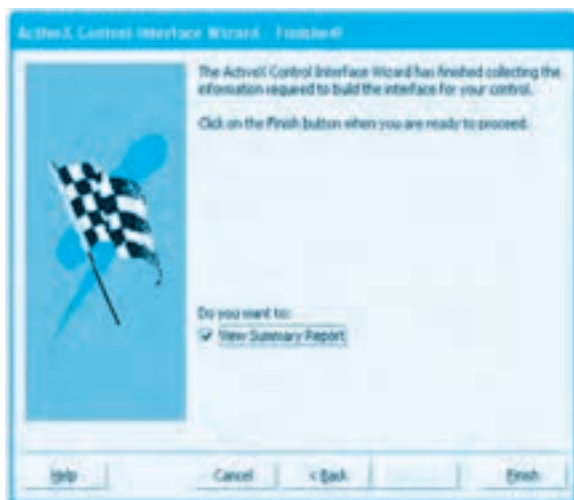 ActiveX Control Interface Wizard - Finished!
The ActiveX Control Interface Wizard has finished collecting the
information required to build the interface for your control.
Click on the Finish button when you are ready to proceed.
Do you want to:
View Summary Report
Help
Cancel
< Back
Finish